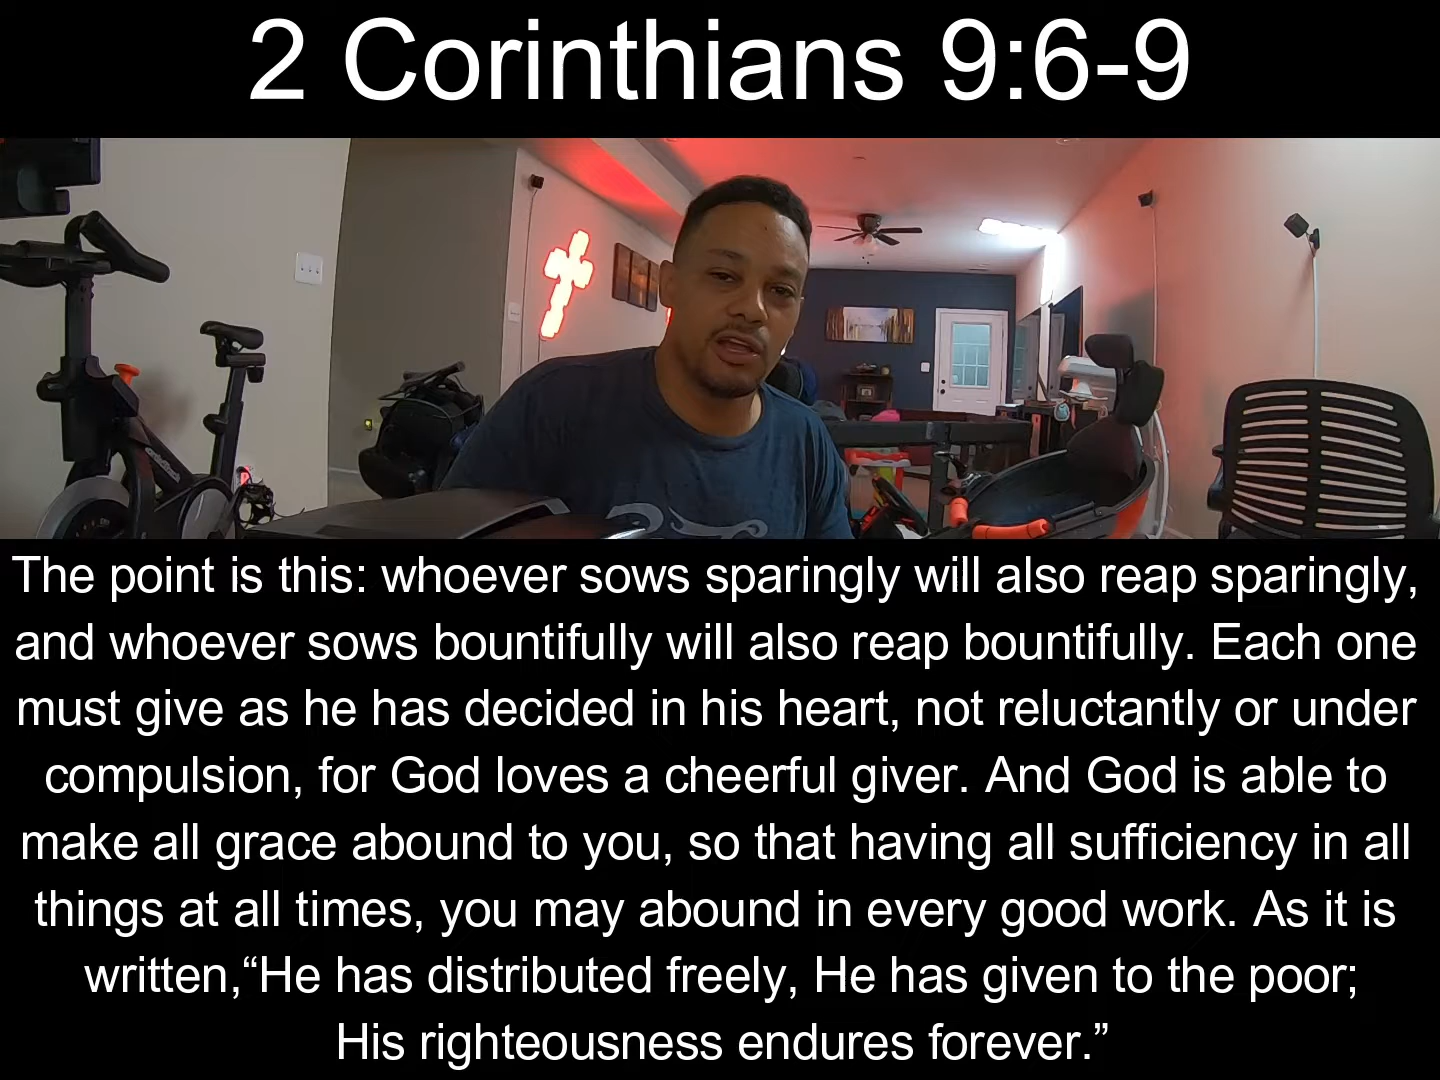 2 Corinthians 9:6-9
The point is this: whoever sows sparingly will also reap sparingly,
and whoever sows bountifully will also reap bountifully. Each one
must give as he has decided in his heart, not reluctantly or under
compulsion, for God loves a cheerful giver. And God is able to
make all grace abound to you, so that having all sufficiency in all
things at all times, you may abound in every good work. As it is
written,“He has distributed freely, He has given to the poor;
His righteousness endures forever.”